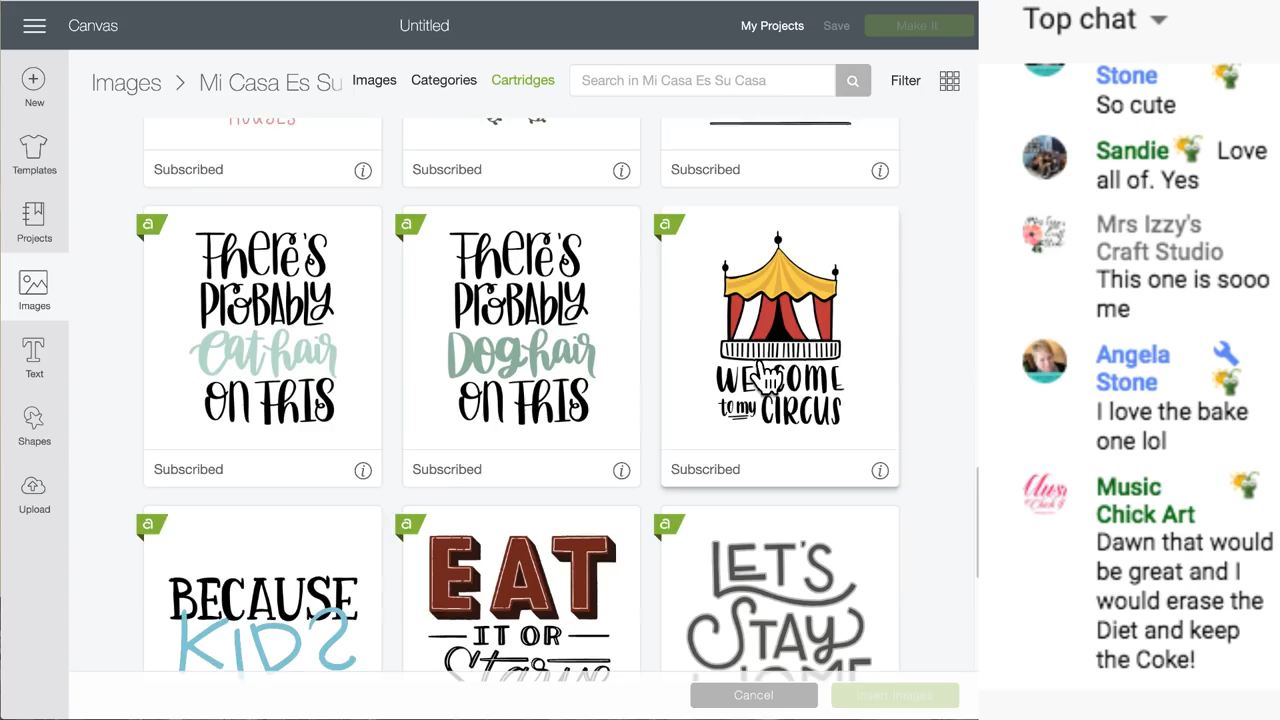 Canvas
Untitled
My Projects
Save
Make It
Top chat
New
Templates
Projects
Images
Text
Shapes
Upload
Images > Mi Casa Es Su
Images
Categories
Cartridges
Search in Mi Casa Es Su Casa
Filter
Subscribed
Subscribed
Subscribed
a
THERE'S
PROBABLY
Cat hair
ON THIS
Subscribed
a
THERE'S
PROBABLY
Dog hair
ON THIS
Subscribed
a
WELCOME
to my CIRCUS
Subscribed
a
BECAUSE
KIDS
a
EAT
IT OR
Starve
a
LET'S
STAY
HOME
Cancel
Insert Images
Stone
So cute
Sandie Love
all of. Yes
Mrs Izzy's
Craft Studio
This one is sooo
me
Angela
Stone
I love the bake
one lol
Music
Chick Art
Dawn that would
be great and I
would erase the
Diet and keep
the Coke!